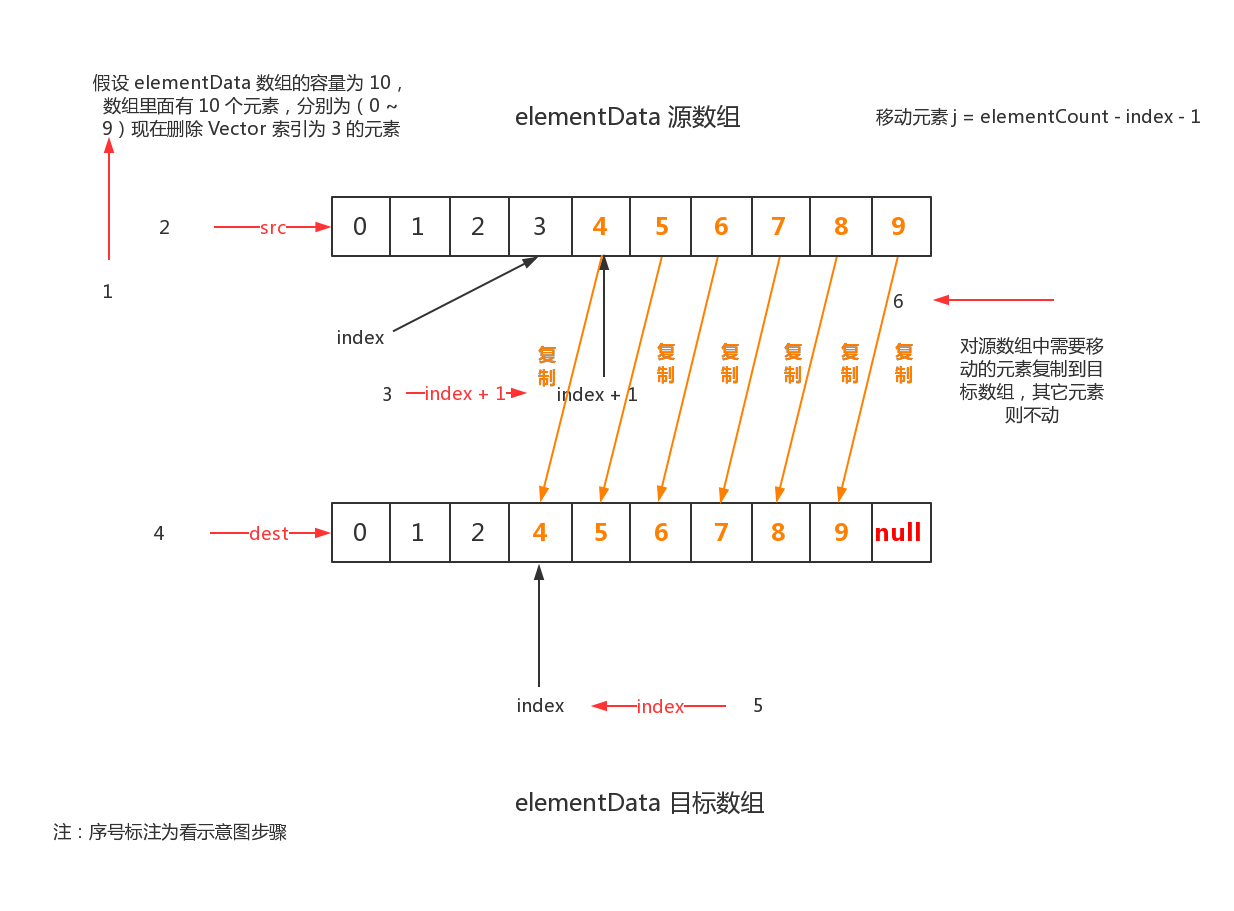 假设 elementData 数组的容量为 10，
数组里面有 10 个元素，分别为（ 0 ~
9 ）现在删除 Vector 索引为 3 的元素
elementData 源数组
移动元素 j = elementCount - index - 1
2
src
0 1 2 3 4 5 6 7 8 9
1
6
index
复制
复制
复制
复制
复制
复制
3
index + 1
index + 1
对源数组中需要移
动的元素复制到目
标数组，其它元素
则不动
4
dest
0 1 2 4 5 6 7 8 9 null
index
index
5
elementData 目标数组
注：序号标注为看示意图步骤